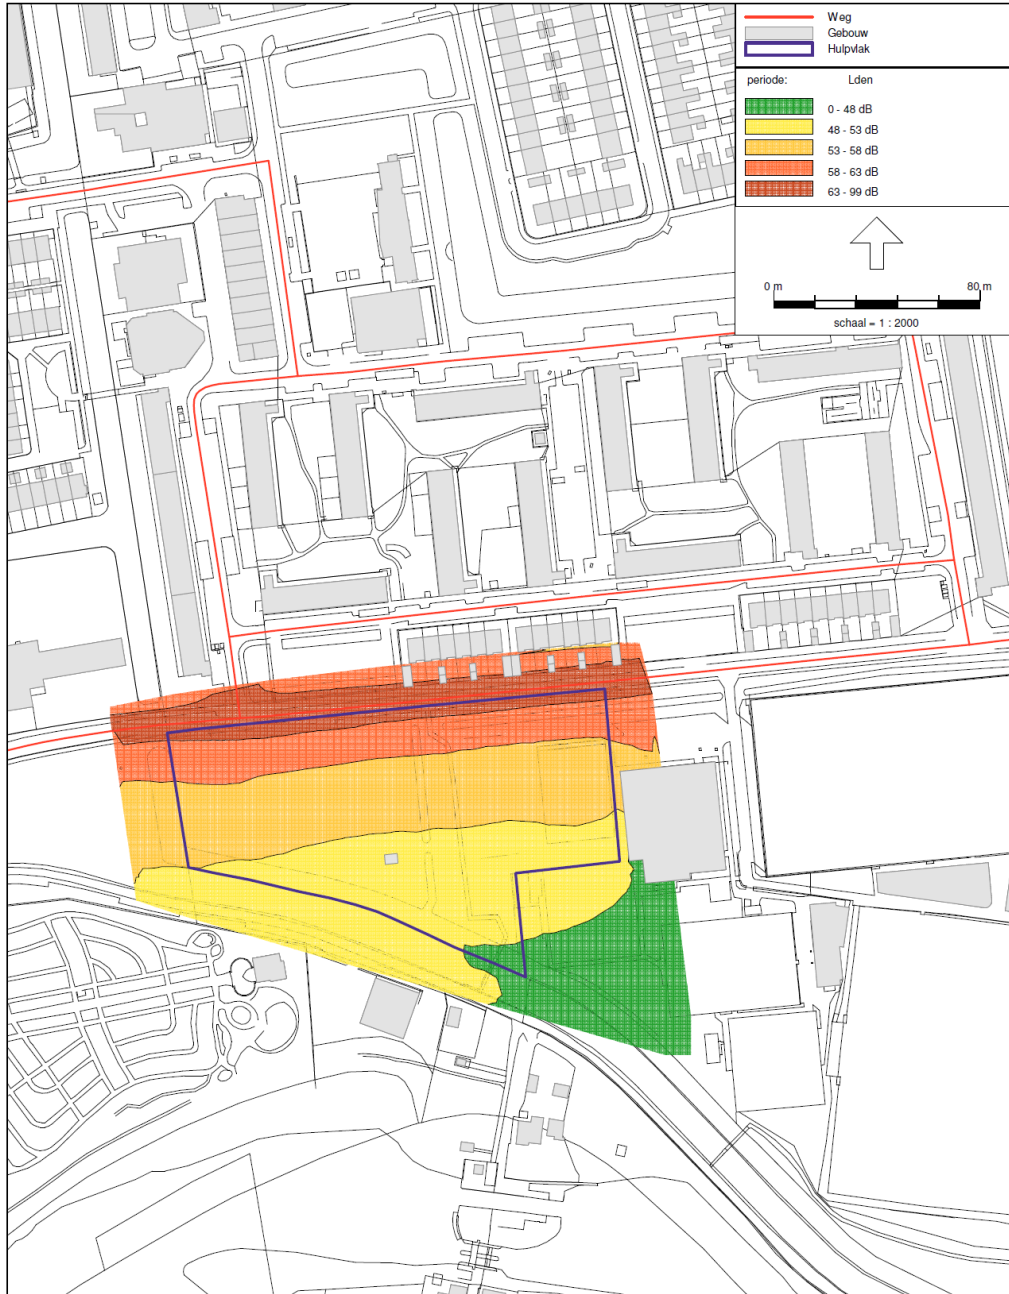 Weg
Gebouw
Hulpvlak
periode: Lden
0 - 48 dB
48 - 53 dB
53 - 58 dB
58 - 63 dB
63 - 99 dB
0 m 80 m
schaal = 1 : 2000